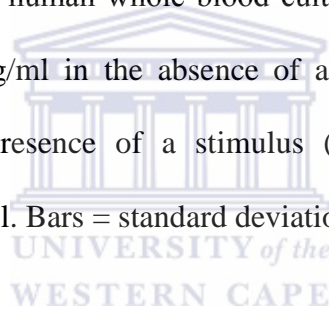 human whole blood cult
g/ml in the absence of a
resence of a stimulus (
l. Bars = standard deviatio
UNIVERSITY of the
WESTERN CAPE